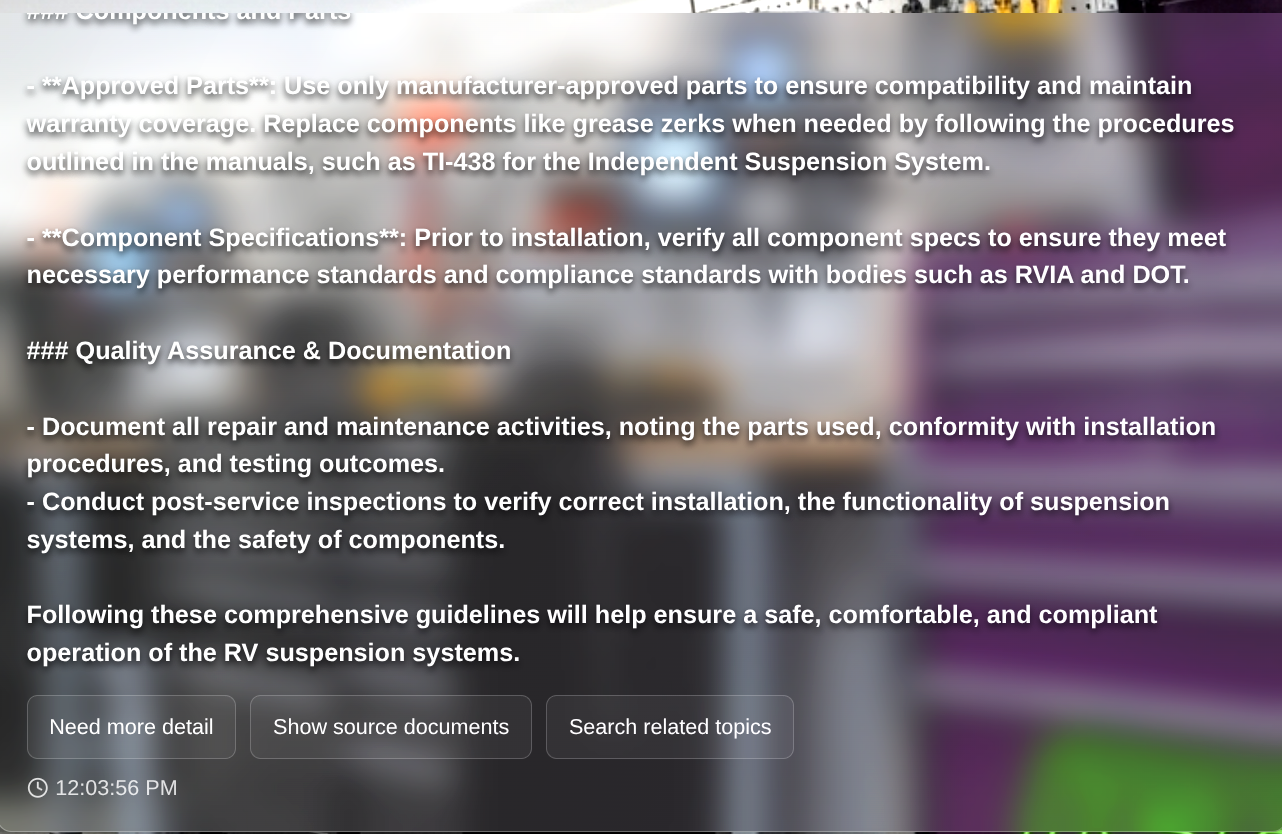 ### Components and Parts
- **Approved Parts**: Use only manufacturer-approved parts to ensure compatibility and maintain
warranty coverage. Replace components like grease zerks when needed by following the procedures
outlined in the manuals, such as TI-438 for the Independent Suspension System.
- **Component Specifications**: Prior to installation, verify all component specs to ensure they meet
necessary performance standards and compliance standards with bodies such as RVIA and DOT.
### Quality Assurance & Documentation
- Document all repair and maintenance activities, noting the parts used, conformity with installation
procedures, and testing outcomes.
- Conduct post-service inspections to verify correct installation, the functionality of suspension
systems, and the safety of components.
Following these comprehensive guidelines will help ensure a safe, comfortable, and compliant
operation of the RV suspension systems.
Need more detail Show source documents Search related topics
12:03:56 PM